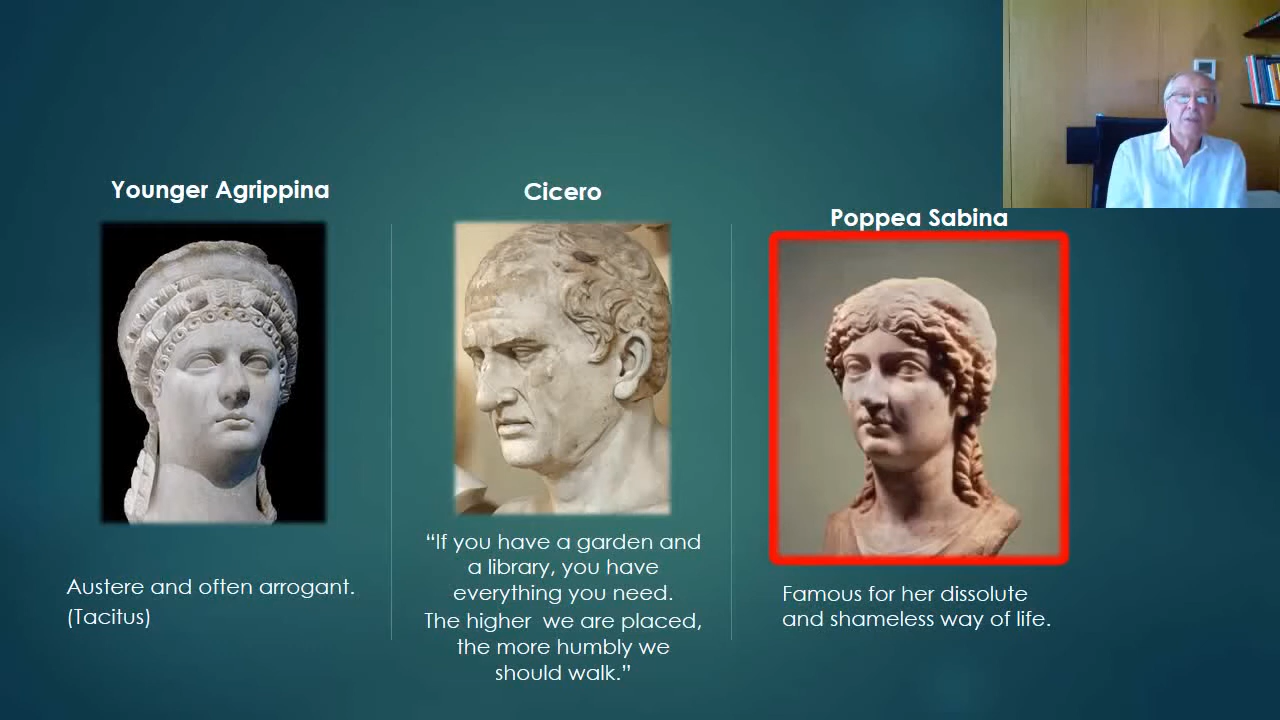 Younger Agrippina
Austere and often arrogant.
(Tacitus)
Cicero
“If you have a garden and
a library, you have
everything you need.
The higher we are placed,
the more humbly we
should walk.”
Poppea Sabina
Famous for her dissolute
and shameless way of life.